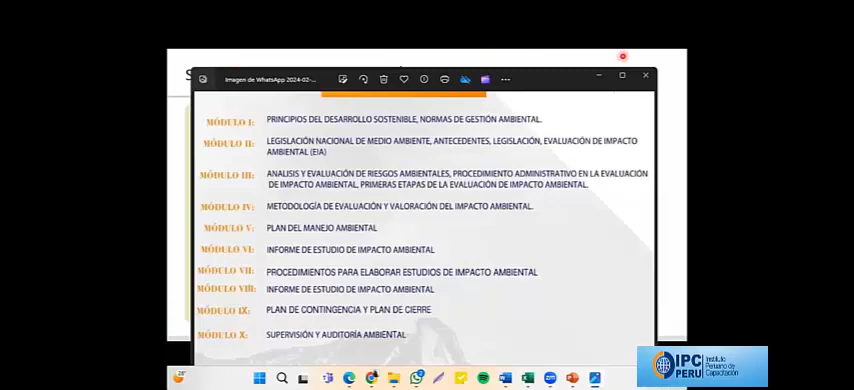 Imagen de WhatsApp 2024-02-...
MÓDULO I: PRINCIPIOS DEL DESARROLLO SOSTENIBLE, NORMAS DE GESTIÓN AMBIENTAL.
MÓDULO II: LEGISLACIÓN NACIONAL DE MEDIO AMBIENTE, ANTECEDENTES, LEGISLACIÓN, EVALUACIÓN DE IMPACTO
AMBIENTAL (EIA)
MÓDULO III: ANALISIS Y EVALUACIÓN DE RIESGOS AMBIENTALES, PROCEDIMIENTO ADMINISTRATIVO EN LA EVALUACIÓN
DE IMPACTO AMBIENTAL, PRIMERAS ETAPAS DE LA EVALUACIÓN DE IMPACTO AMBIENTAL.
MÓDULO IV: METODOLOGÍA DE EVALUACIÓN Y VALORACIÓN DEL IMPACTO AMBIENTAL.
MÓDULO V: PLAN DEL MANEJO AMBIENTAL
MÓDULO VI: INFORME DE ESTUDIO DE IMPACTO AMBIENTAL
MÓDULO VII: PROCEDIMIENTOS PARA ELABORAR ESTUDIOS DE IMPACTO AMBIENTAL
MÓDULO VIII: INFORME DE ESTUDIO DE IMPACTO AMBIENTAL
MÓDULO IX: PLAN DE CONTINGENCIA Y PLAN DE CIERRE
MÓDULO X: SUPERVISIÓN Y AUDITORÍA AMBIENTAL
IPC PERU
Instituto
Peruano de
Capacitación